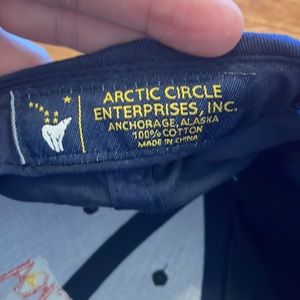 ARCTIC CIRCLE
ENTERPRISES, INC.
ANCHORAGE, ALASKA
100% COTTON
MADE IN CHINA